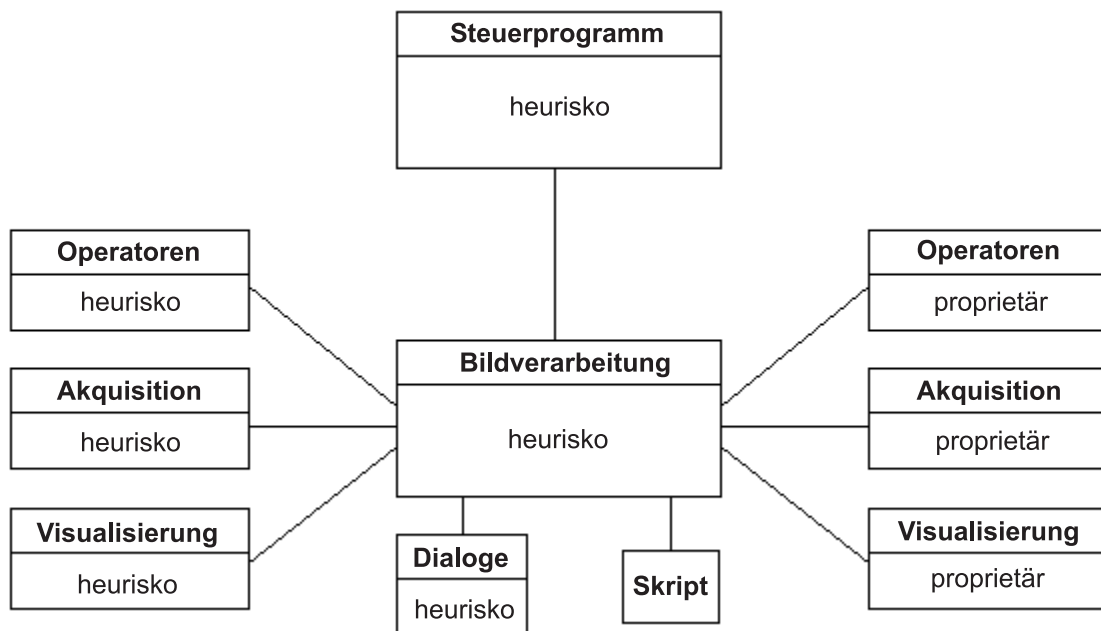 Steuerprogramm
heurisko
Operatoren
heurisko
Operatoren
proprietär
Bildverarbeitung
heurisko
Akquisition
heurisko
Akquisition
proprietär
Visualisierung
heurisko
Visualisierung
proprietär
Dialoge
heurisko
Skript